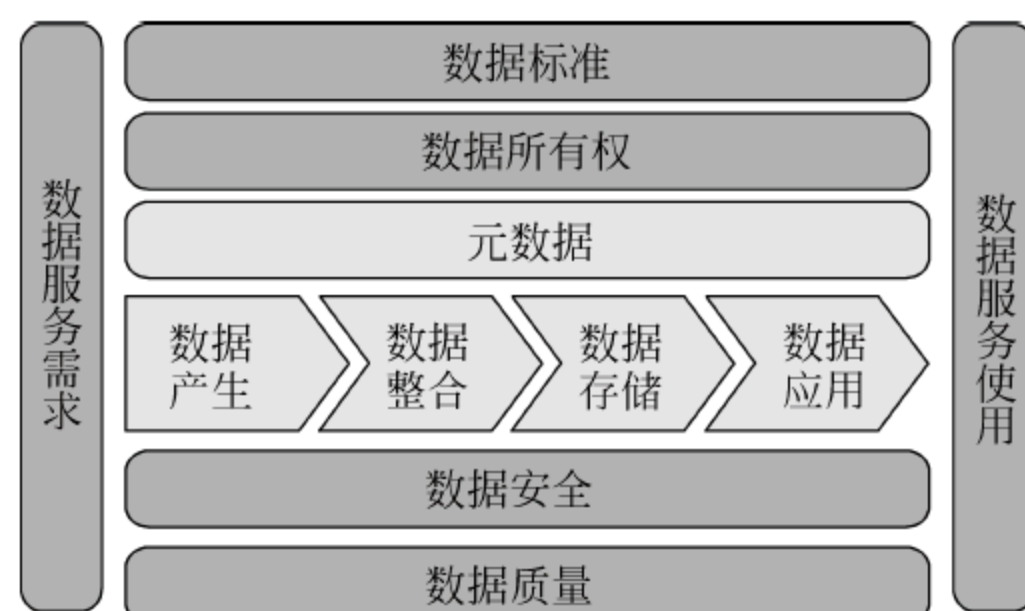 数据服务需求
数据标准
数据所有权
元数据
数据
产生
数据
整合
数据
存储
数据
应用
数据安全
数据质量
数据服务使用